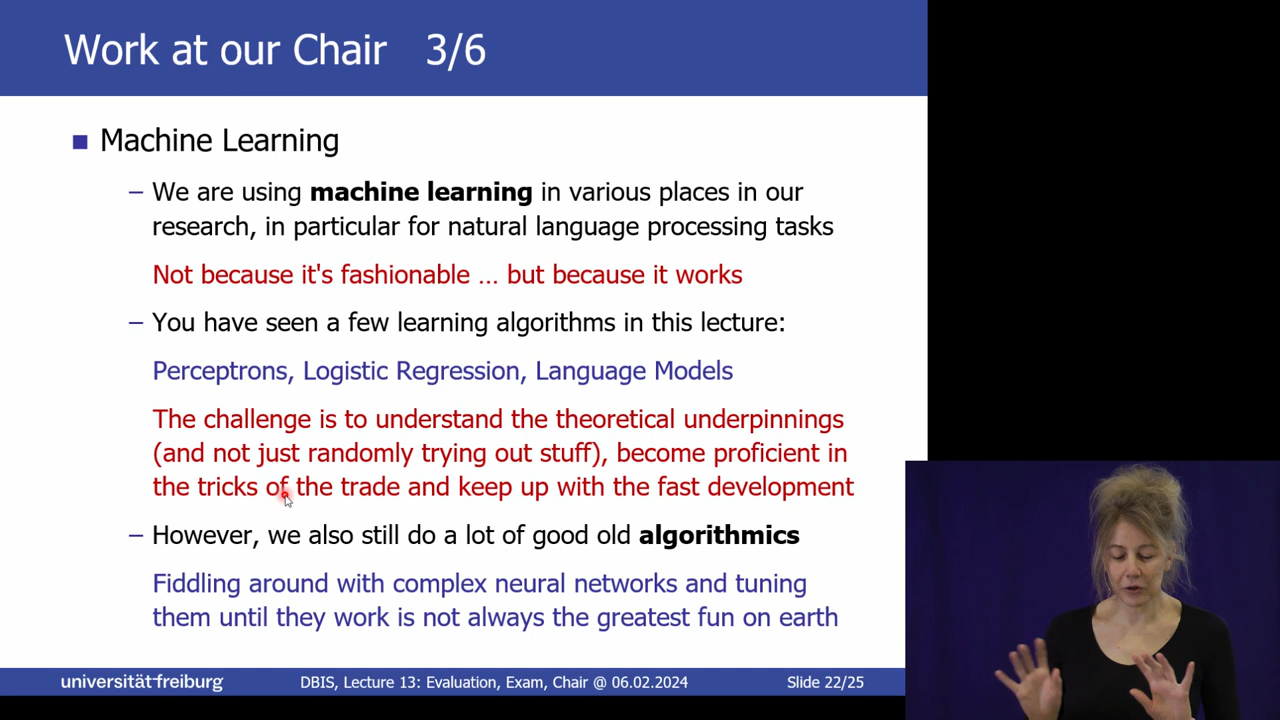 Work at our Chair 3/6
Machine Learning
– We are using machine learning in various places in our
research, in particular for natural language processing tasks
Not because it's fashionable … but because it works
– You have seen a few learning algorithms in this lecture:
Perceptrons, Logistic Regression, Language Models
The challenge is to understand the theoretical underpinnings
(and not just randomly trying out stuff), become proficient in
the tricks of the trade and keep up with the fast development
– However, we also still do a lot of good old algorithmics
Fiddling around with complex neural networks and tuning
them until they work is not always the greatest fun on earth
universität freiburg
DBIS, Lecture 13: Evaluation, Exam, Chair @ 06.02.2024
Slide 22/25